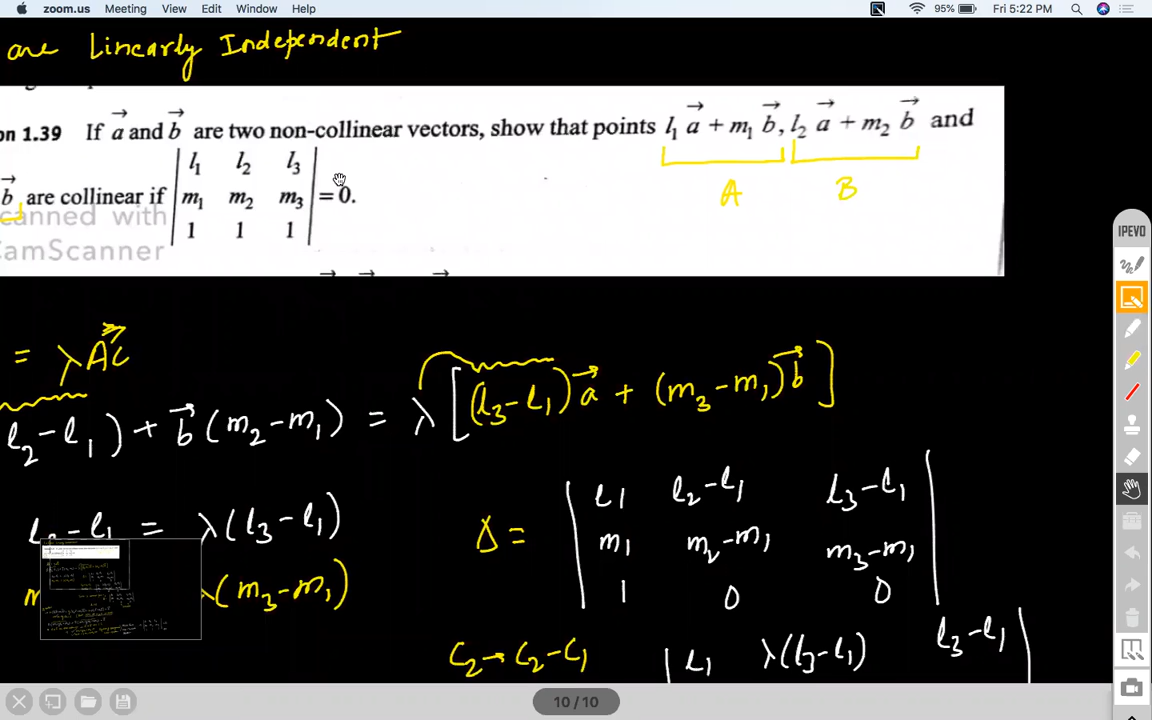 zoom.us Meeting View Edit Window Help 95% Fri 5:22 PM
are Linearly Independent
on 1.39 If a⃗ and b⃗ are two non-collinear vectors, show that points l₁ a⃗ + m₁ b⃗, l₂ a⃗ + m₂ b⃗ and
A B
b⃗ are collinear if | l₁ l₂ l₃ |
| m₁ m₂ m₃ | = 0.
| 1 1 1 |
canned with
CamScanner
IPEVO
= λ AC⃗
l₂ - l₁) + b⃗ (m₂ - m₁) = λ [(l₃ - l₁) a⃗ + (m₃ - m₁) b⃗]
l₂ - l₁ = λ(l₃ - l₁)
m λ(m₃ - m₁)
Δ = | l₁ l₂ - l₁ l₃ - l₁ |
| m₁ m₂ - m₁ m₃ - m₁ |
| 1 0 0 |
C₂ → C₂ - C₁ | l₁ λ(l₃ - l₁) l₃ - l₁ |
10 / 10